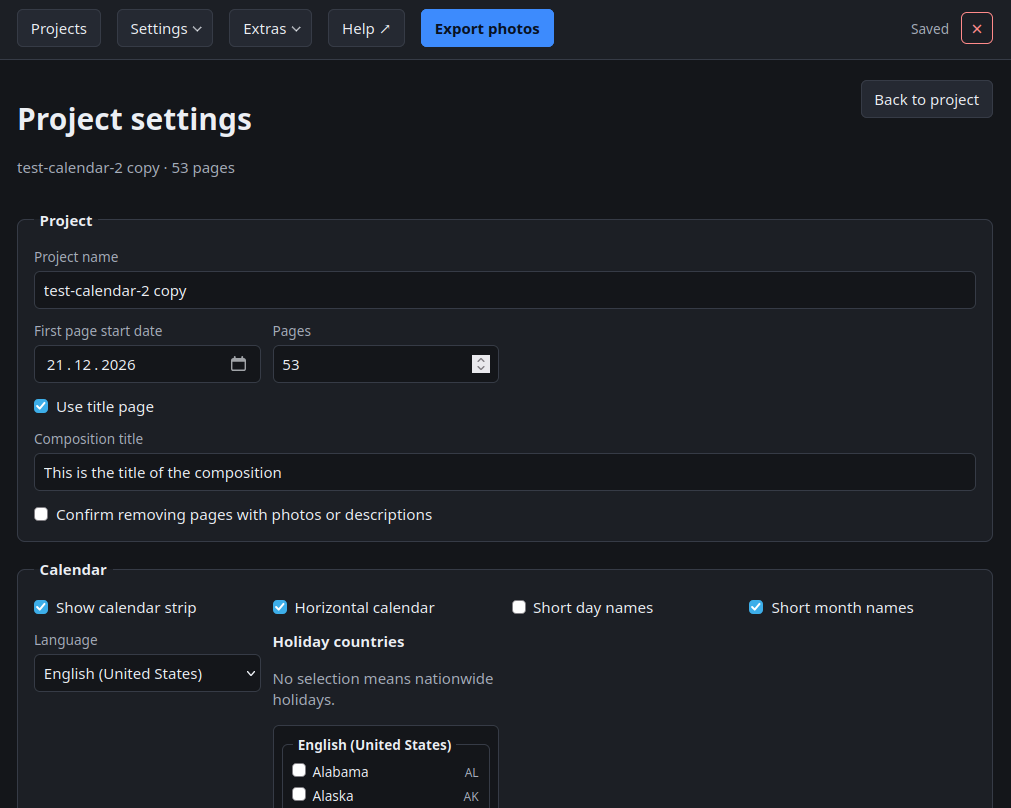 Projects Settings Extras Help ↗ Export photos Saved ×
Back to project
Project settings
test-calendar-2 copy · 53 pages
Project
Project name
test-calendar-2 copy
First page start date Pages
21.12.2026 53
Use title page
Composition title
This is the title of the composition
Confirm removing pages with photos or descriptions
Calendar
Show calendar strip Horizontal calendar Short day names Short month names
Language Holiday countries
English (United States)
No selection means nationwide
holidays.
English (United States)
Alabama AL
Alaska AK